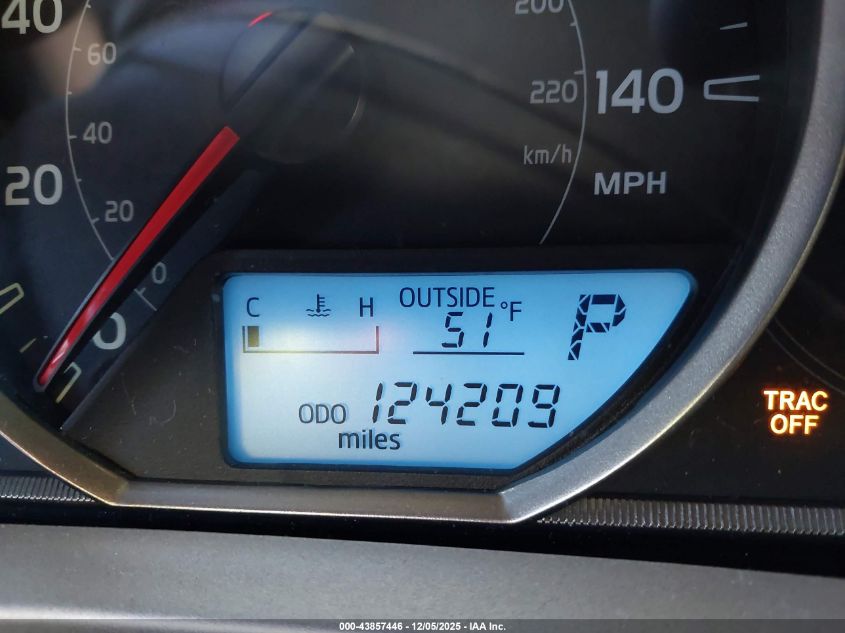 40
60
200
220
140
40
km/h
20
MPH
20
0
0
C H OUTSIDE °F
51
P
ODO 124209
miles
TRAC
OFF
000-43857446 - 12/05/2025 - IAA Inc.